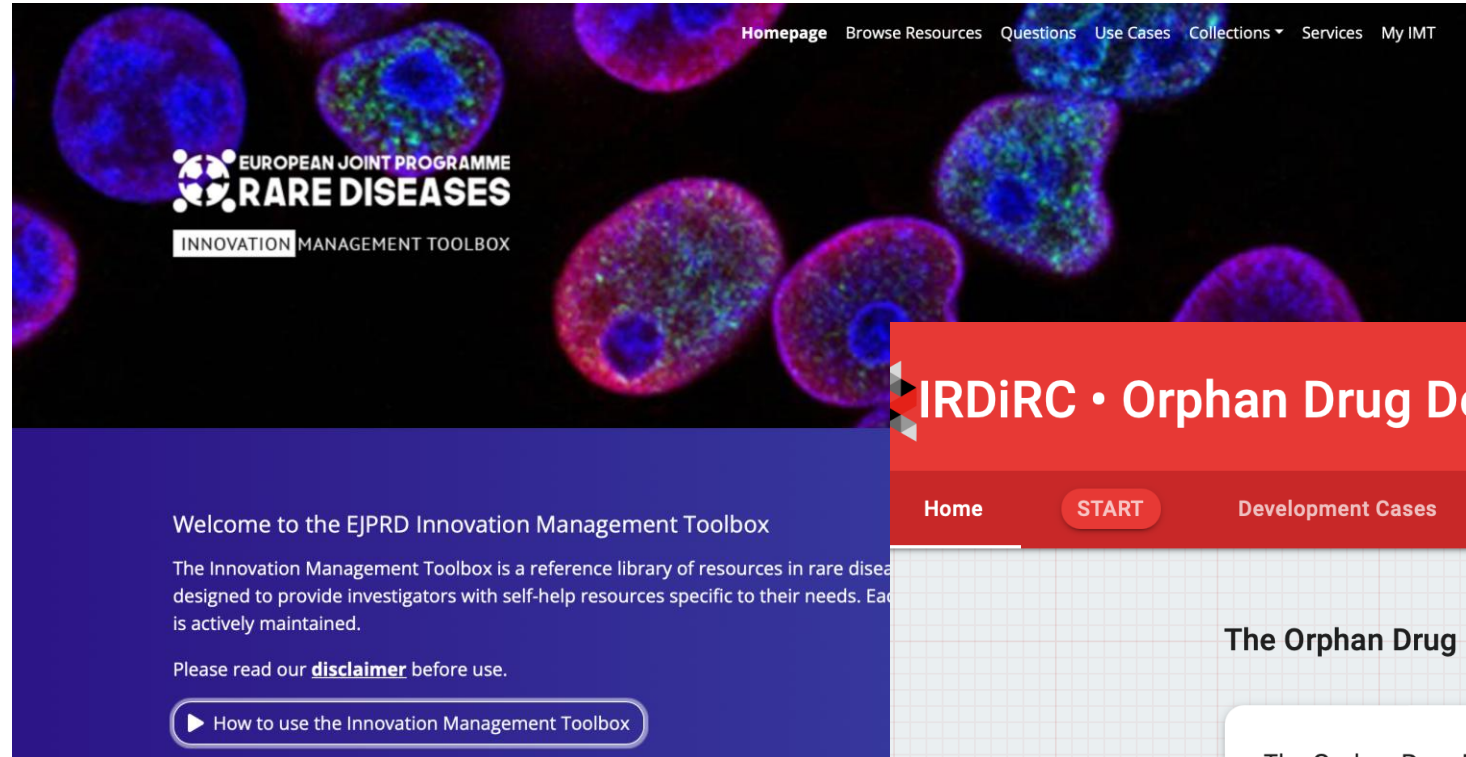 Homepage Browse Resources Questions Use Cases Collections Services My IMT
EUROPEAN JOINT PROGRAMME
RARE DISEASES
INNOVATION MANAGEMENT TOOLBOX
Welcome to the EJPRD Innovation Management Toolbox
The Innovation Management Toolbox is a reference library of resources in rare disea
designed to provide investigators with self-help resources specific to their needs. Eac
is actively maintained.
Please read our disclaimer before use.
How to use the Innovation Management Toolbox
IRDiRC • Orphan Drug De
Home START Development Cases
The Orphan Drug